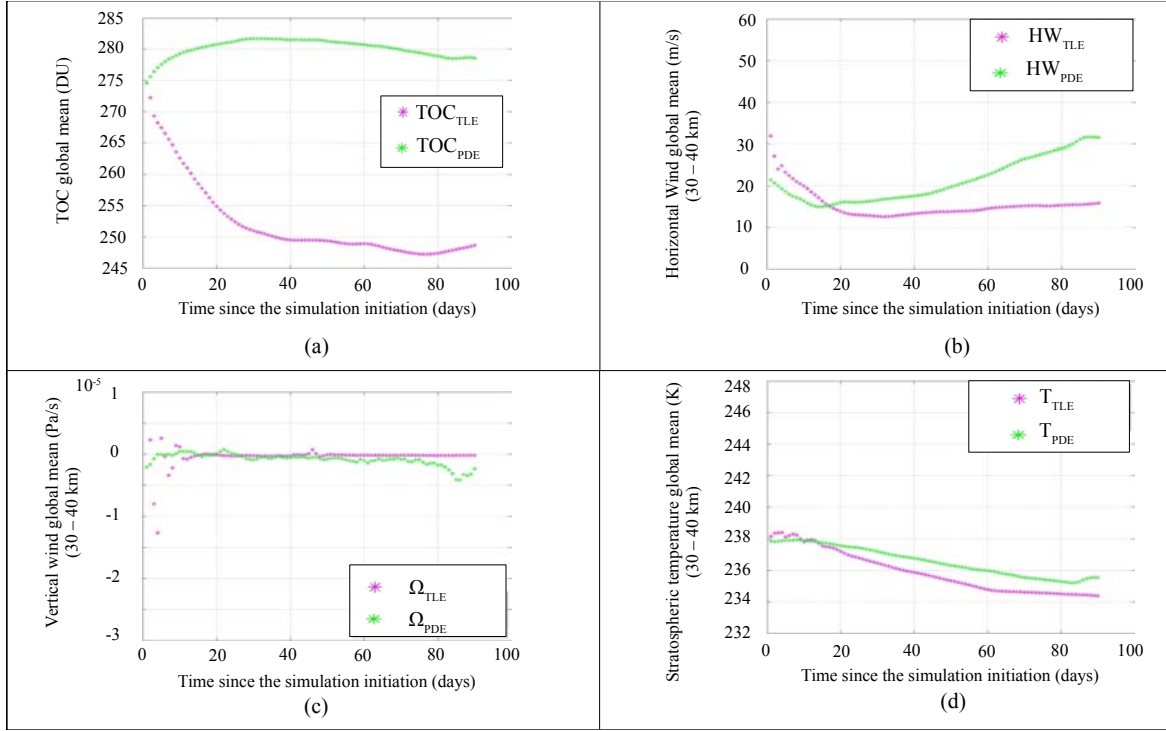 285
280
275
270
265
260
255
250
245
TOC global mean (DU)
TOC_TLE
TOC_PDE
0 20 40 60 80 100
Time since the simulation initiation (days)
(a)
60
50
40
30
20
10
0
Horizontal Wind global mean (m/s)
(30 – 40 km)
HW_TLE
HW_PDE
0 20 40 60 80 100
Time since the simulation initiation (days)
(b)
10^-5
1
0
-1
-2
-3
Vertical wind global mean (Pa/s)
(30 – 40 km)
Ω_TLE
Ω_PDE
0 20 40 60 80 100
Time since the simulation initiation (days)
(c)
248
246
244
242
240
238
236
234
232
Stratospheric temperature global mean (K)
(30 – 40 km)
T_TLE
T_PDE
0 20 40 60 80 100
Time since the simulation initiation (days)
(d)